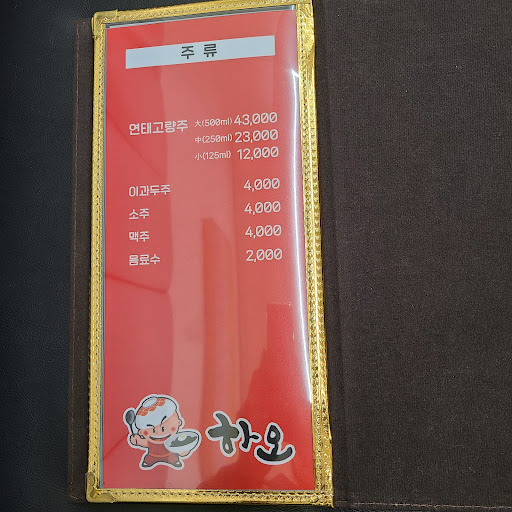 주 류
연태고량주 大(500ml) 43,000
中(250ml) 23,000
小(125ml) 12,000
이과두주 4,000
소주 4,000
맥주 4,000
음료수 2,000
하오